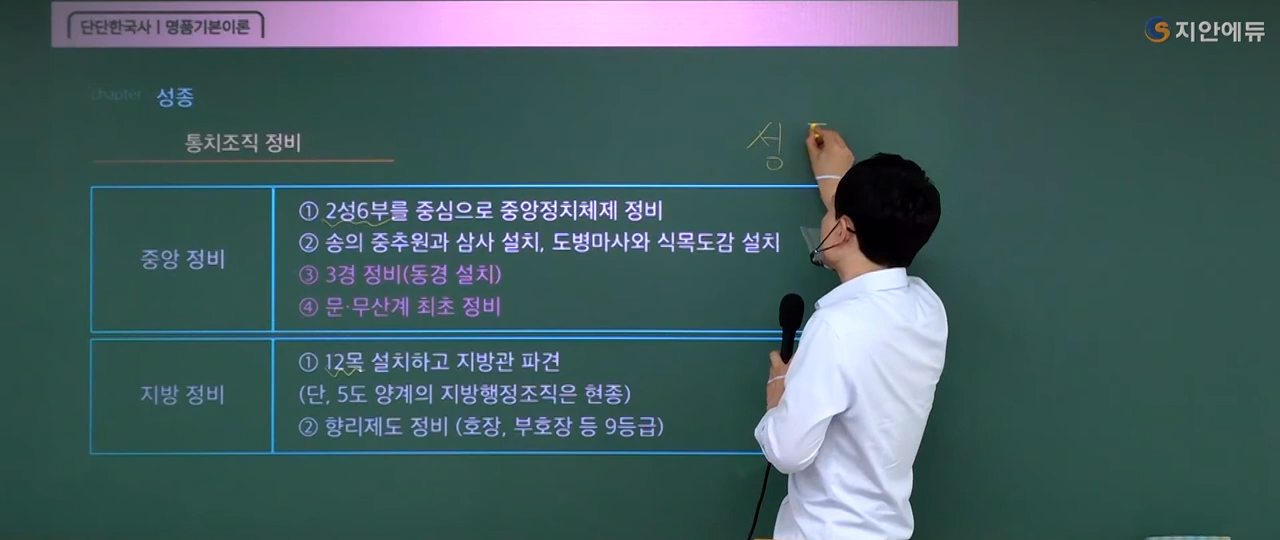 단단한국사 | 명품기본이론
지안에듀
chapter 성종
통치조직 정비
성
중앙 정비
① 2성6부를 중심으로 중앙정치체제 정비
② 송의 중추원과 삼사 설치, 도병마사와 식목도감 설치
③ 3경 정비(동경 설치)
④ 문·무산계 최초 정비
지방 정비
① 12목 설치하고 지방관 파견
(단, 5도 양계의 지방행정조직은 현종)
② 향리제도 정비 (호장, 부호장 등 9등급)